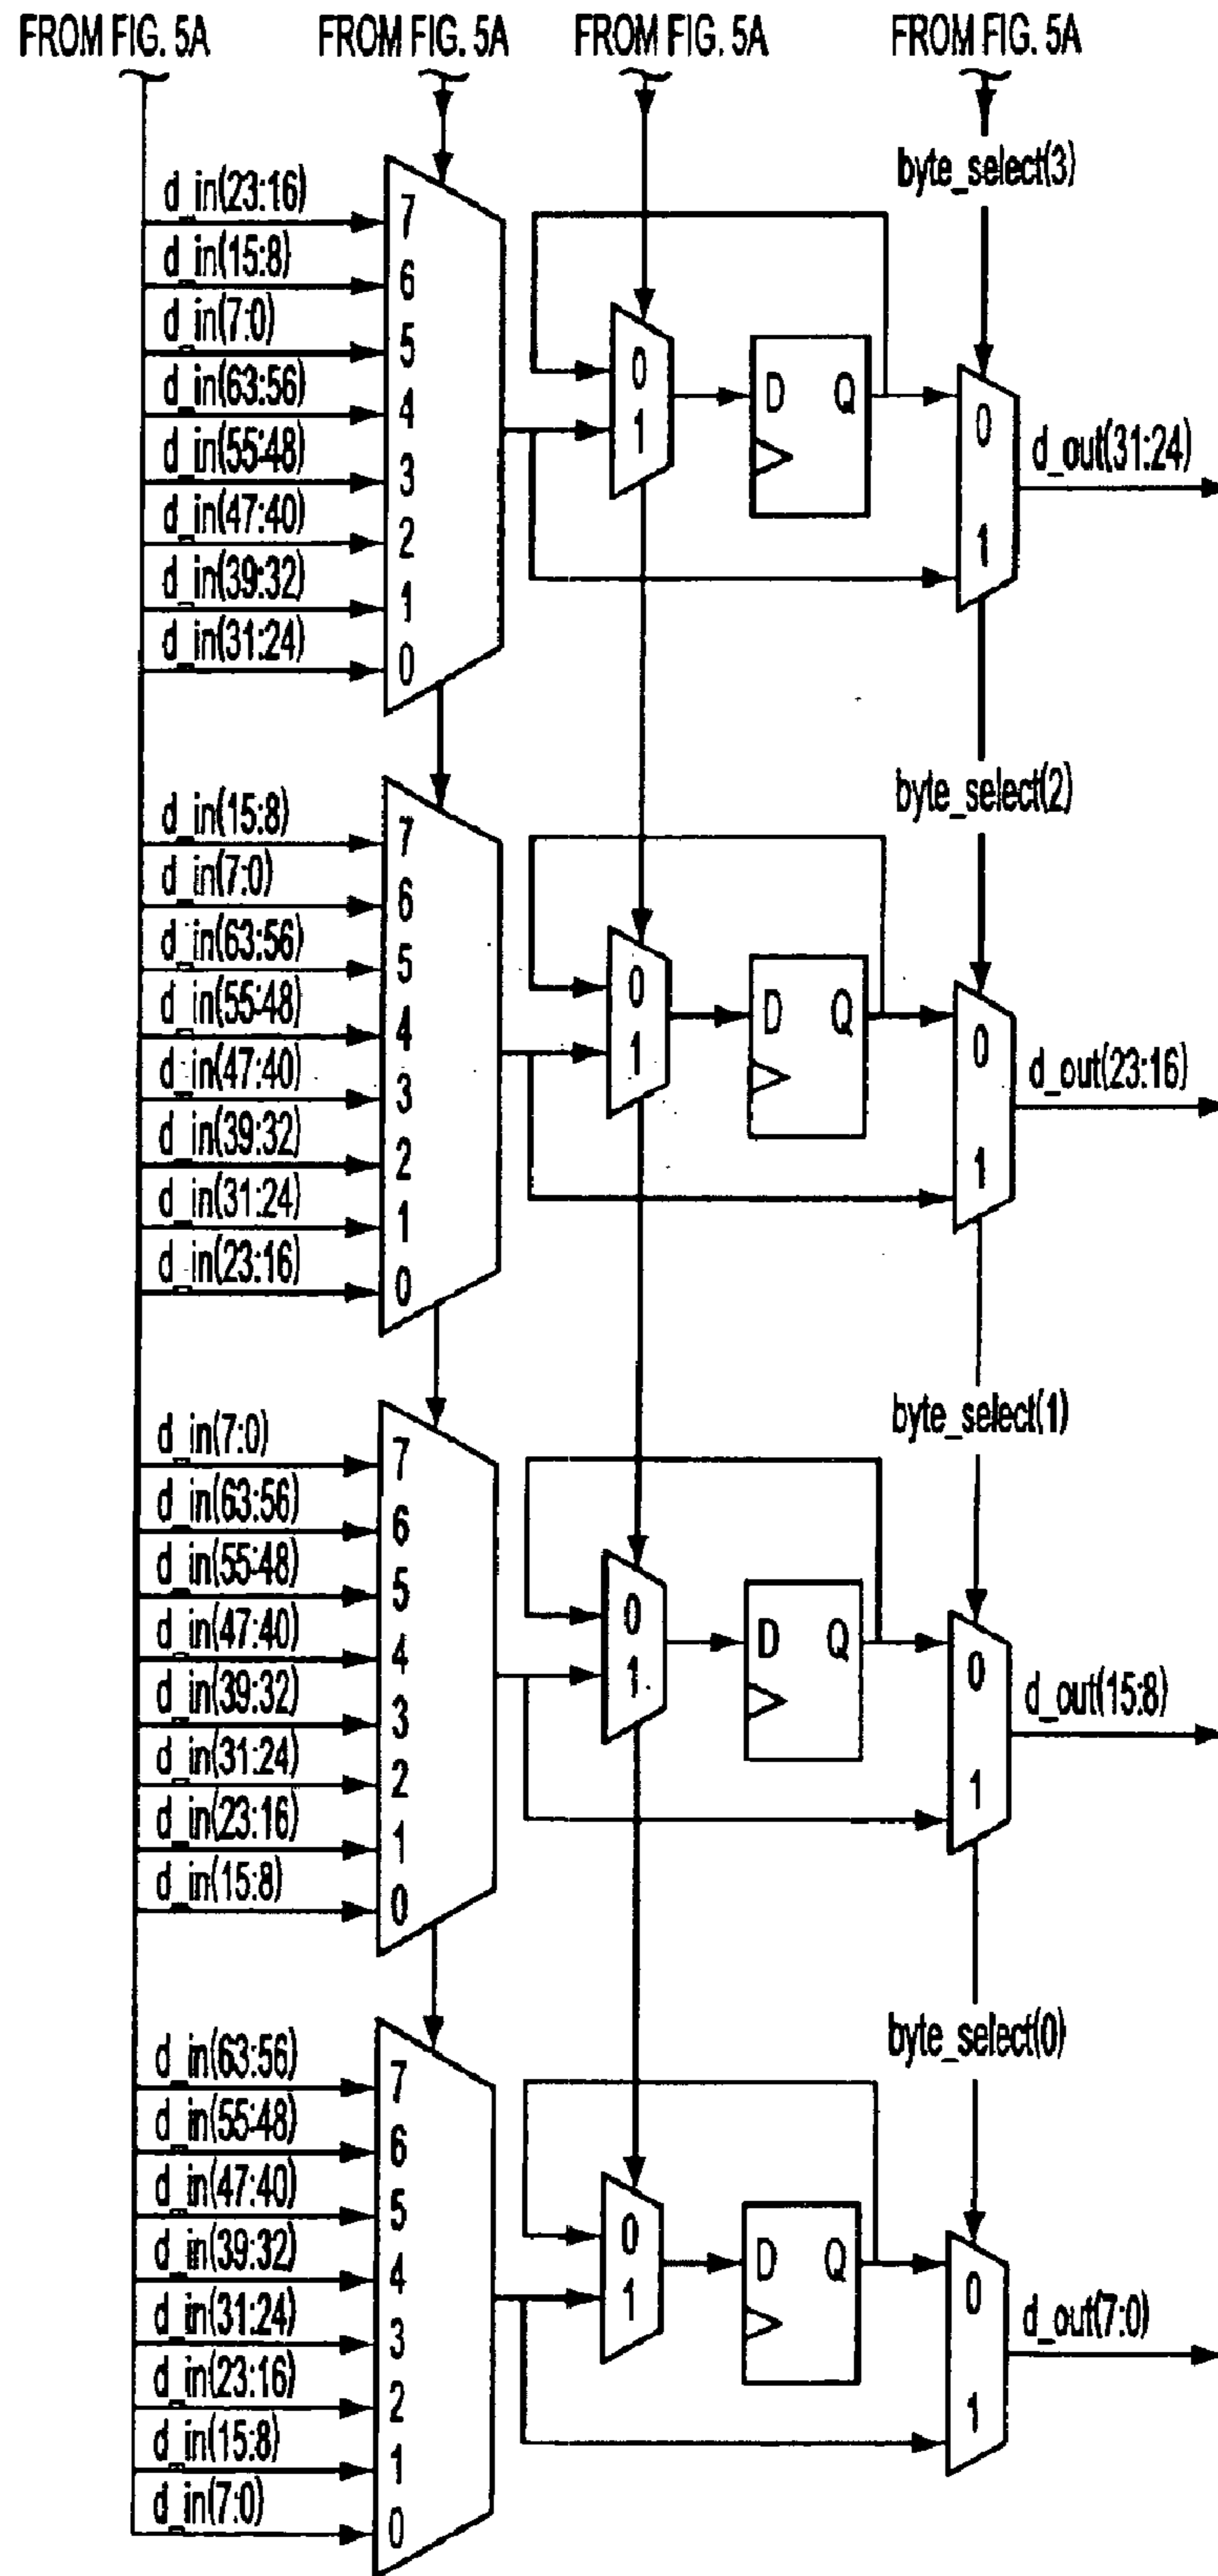 FROM FIG. 5A FROM FIG. 5A FROM FIG. 5A FROM FIG. 5A
byte_select(3)
d_in(23:16) 7
d_in(15:8) 6
d_in(7:0) 5
d_in(63:56) 4
d_in(55:48) 3
d_in(47:40) 2
d_in(39:32) 1
d_in(31:24) 0
0
1
D Q
0
1
d_out(31:24)
byte_select(2)
d_in(15:8) 7
d_in(7:0) 6
d_in(63:56) 5
d_in(55:48) 4
d_in(47:40) 3
d_in(39:32) 2
d_in(31:24) 1
d_in(23:16) 0
0
1
D Q
0
1
d_out(23:16)
byte_select(1)
d_in(7:0) 7
d_in(63:56) 6
d_in(55:48) 5
d_in(47:40) 4
d_in(39:32) 3
d_in(31:24) 2
d_in(23:16) 1
d_in(15:8) 0
0
1
D Q
0
1
d_out(15:8)
byte_select(0)
d_in(63:56) 7
d_in(55:48) 6
d_in(47:40) 5
d_in(39:32) 4
d_in(31:24) 3
d_in(23:16) 2
d_in(15:8) 1
d_in(7:0) 0
0
1
D Q
0
1
d_out(7:0)